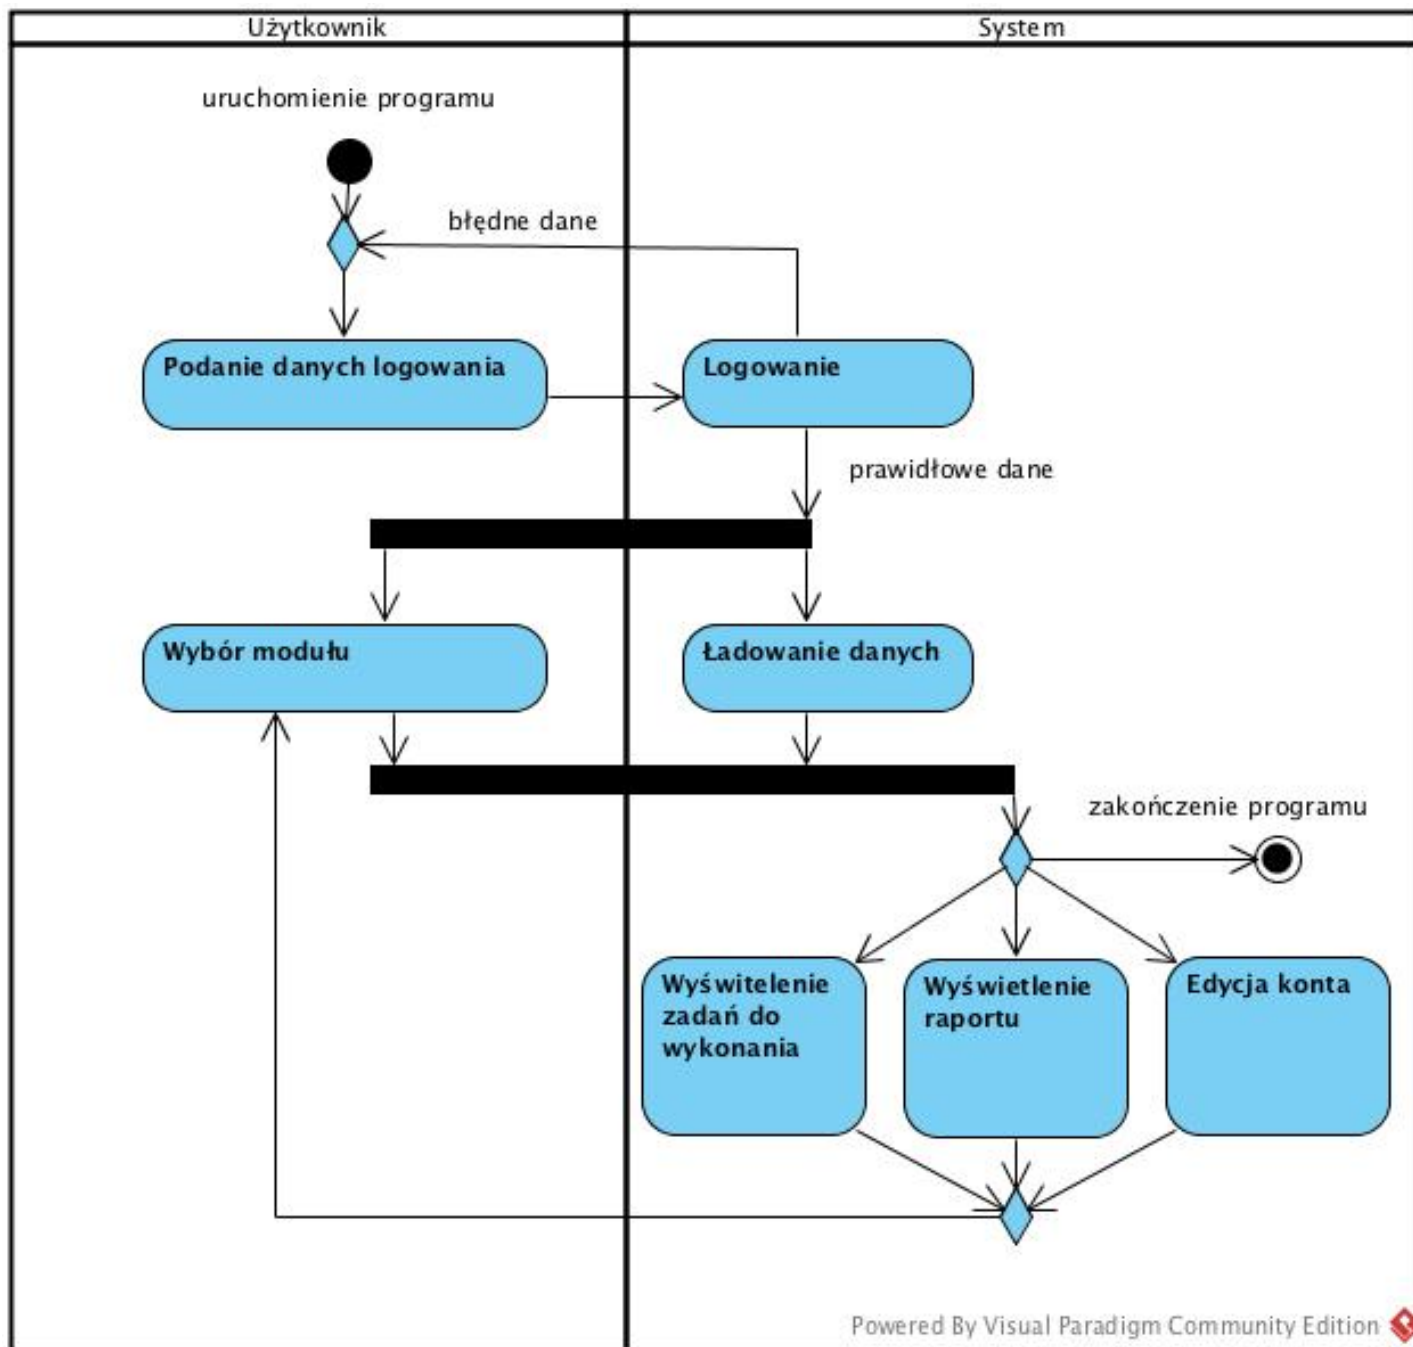 Użytkownik
System
uruchomienie programu
błędne dane
Podanie danych logowania
Logowanie
prawidłowe dane
Wybór modułu
Ładowanie danych
zakończenie programu
Wyświtelenie
zadań do
wykonania
Wyświetlenie
raportu
Edycja konta
Powered By Visual Paradigm Community Edition